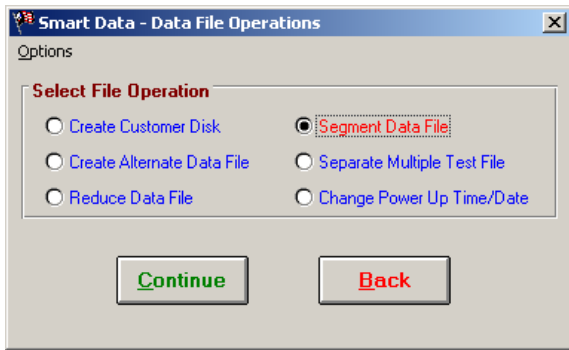 Smart Data - Data File Operations
Options
Select File Operation
Create Customer Disk
Segment Data File
Create Alternate Data File
Separate Multiple Test File
Reduce Data File
Change Power Up Time/Date
Continue
Back